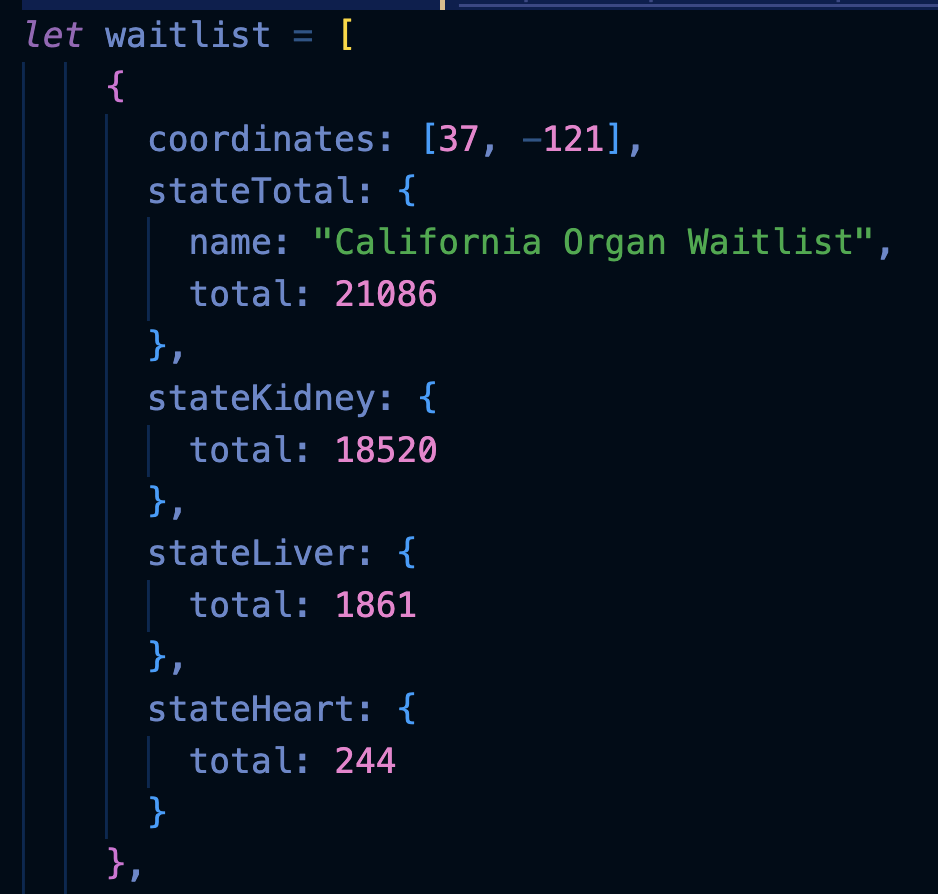 let waitlist = [
{
coordinates: [37, -121],
stateTotal: {
name: "California Organ Waitlist",
total: 21086
},
stateKidney: {
total: 18520
},
stateLiver: {
total: 1861
},
stateHeart: {
total: 244
}
},